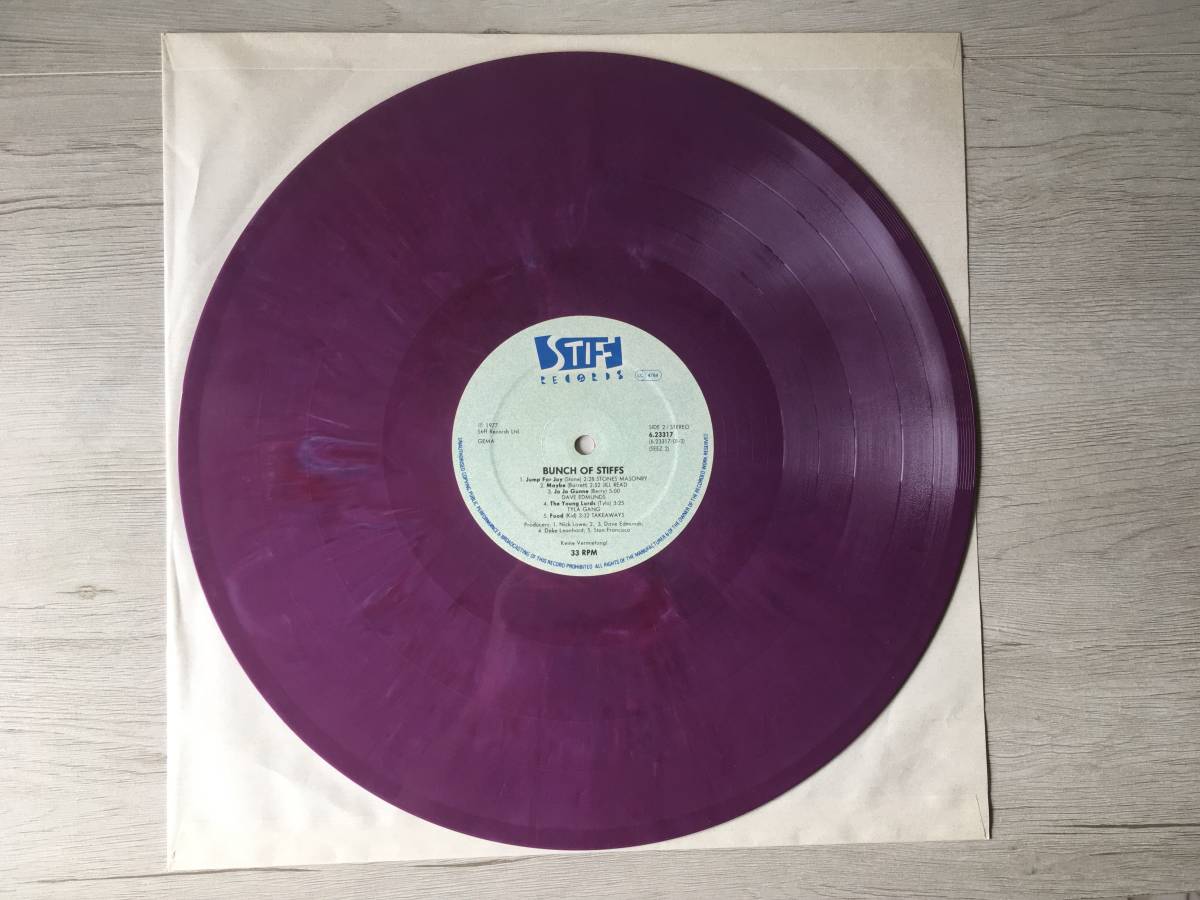 STIFF
RECORDS
LC 4764
℗ 1977
Stiff Records Ltd.
GEMA
SIDE 2 / STEREO
6.23317
(6.23317-01-2)
(SEEZ 2)
BUNCH OF STIFFS
1. Jump For Joy (Stone) 2:28 STONES MASONRY
2. Maybe (Barrett) 2:52 JILL READ
3. Jo Jo Gunne (Berry) 5:00
DAVE EDMUNDS
4. The Young Lords (Tyla) 3:25
TYLA GANG
5. Food (Kid) 3:32 TAKEAWAYS
Producers: 1. Nick Lowe; 2., 3. Dave Edmunds;
4. Deke Leonhard; 5. Stan Francisco
Keine Vermietung!
33 RPM
UNAUTHORISED COPYING PUBLIC PERFORMANCE & BROADCASTING OF THIS RECORD PROHIBITED. ALL RIGHTS OF THE MANUFACTURER & OF THE OWNER OF THE RECORDED WORK RESERVED